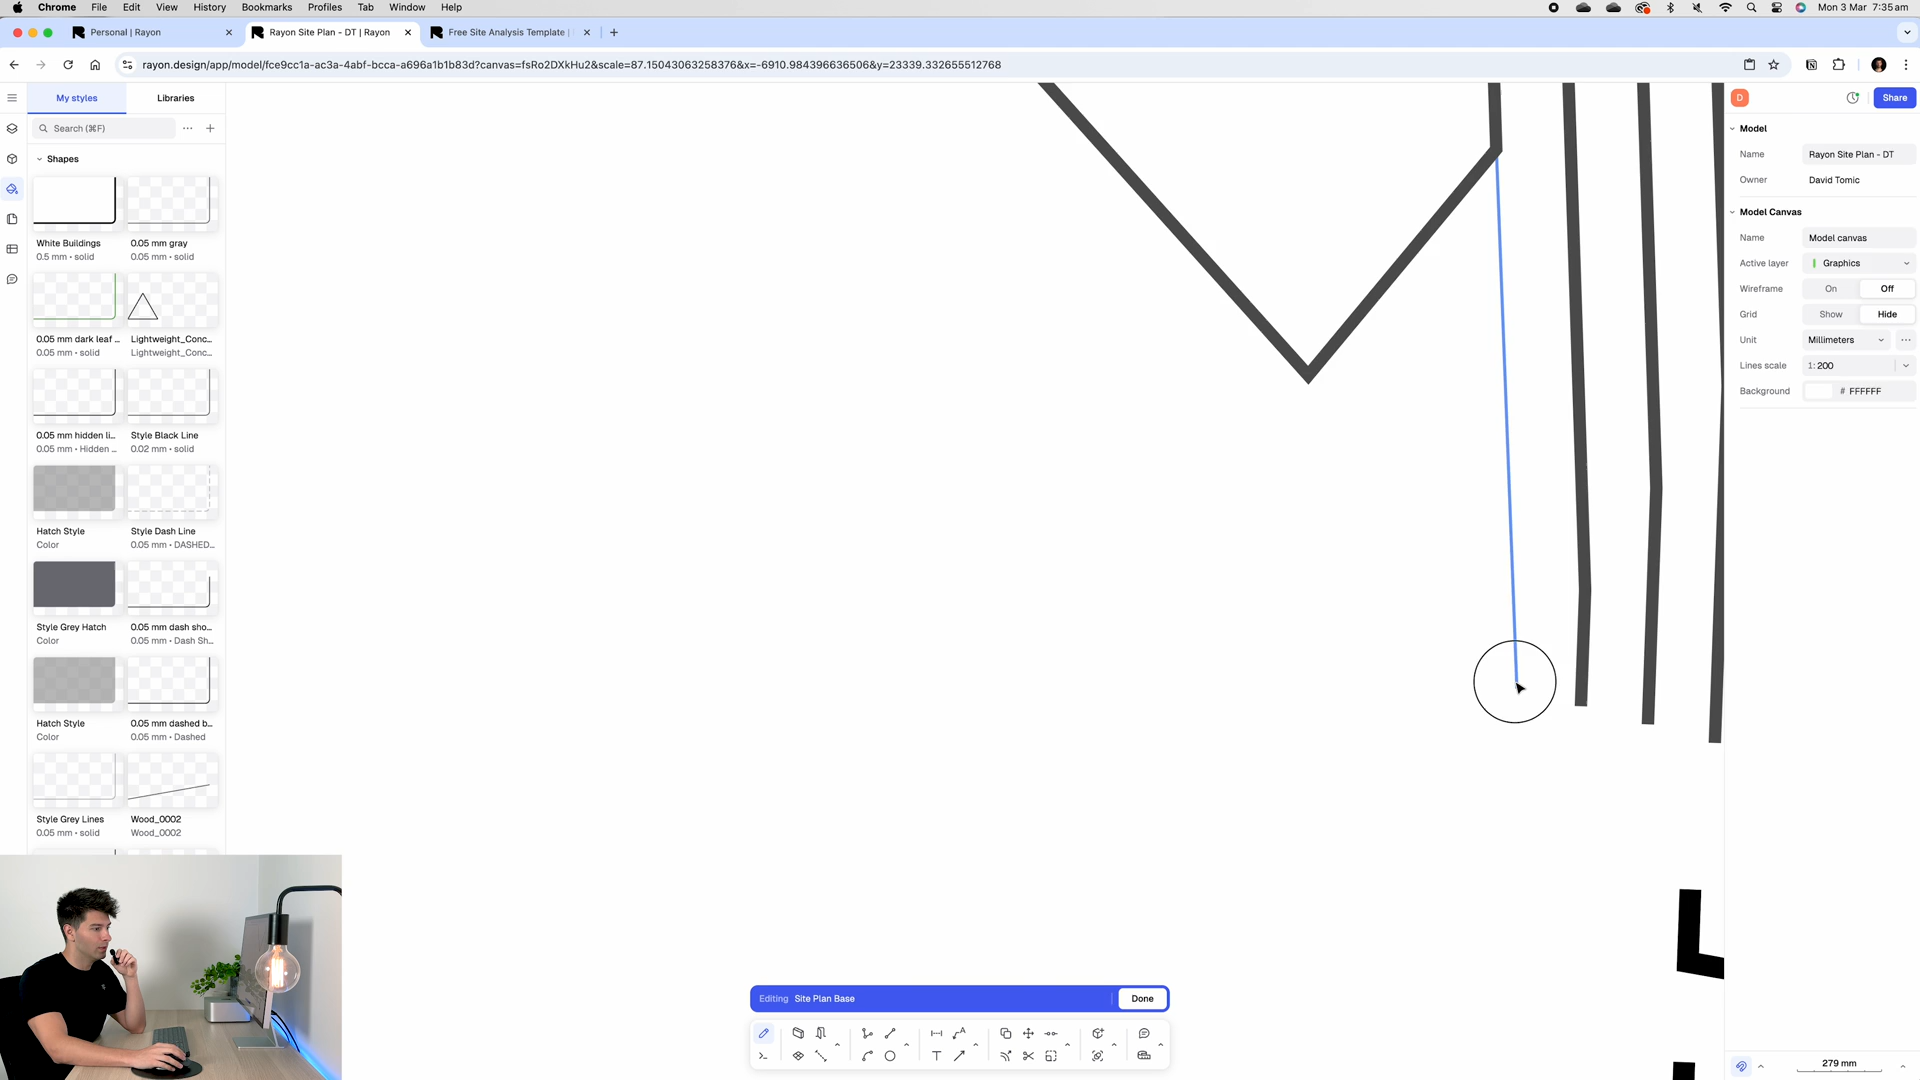 Chrome File Edit View History Bookmarks Profiles Tab Window Help
Mon 3 Mar 7:35 am
Personal | Rayon
Rayon Site Plan - DT | Rayon
Free Site Analysis Template |
rayon.design/app/model/fce9cc1a-ac3a-4abf-bcca-a696a1b1b83d?canvas=fsRo2DXkHu2&scale=87.15043063258376&x=-6910.984396636506&y=23339.332655512768
My styles Libraries
Search (⌘F)
Shapes
White Buildings 0.05 mm gray
0.5 mm • solid 0.05 mm • solid
0.05 mm dark leaf ... Lightweight_Conc...
0.05 mm • solid Lightweight_Conc...
0.05 mm hidden li... Style Black Line
0.05 mm • Hidden ... 0.02 mm • solid
Hatch Style Style Dash Line
Color 0.05 mm • DASHED...
Style Grey Hatch 0.05 mm dash sho...
Color 0.05 mm • Dash Sh...
Hatch Style 0.05 mm dashed b...
Color 0.05 mm • Dashed
Style Grey Lines Wood_0002
0.05 mm • solid Wood_0002
D
Share
Model
Name Rayon Site Plan - DT
Owner David Tomic
Model Canvas
Name Model canvas
Active layer Graphics
Wireframe On Off
Grid Show Hide
Unit Millimeters
Lines scale 1: 200
Background # FFFFFF
Editing Site Plan Base Done
279 mm